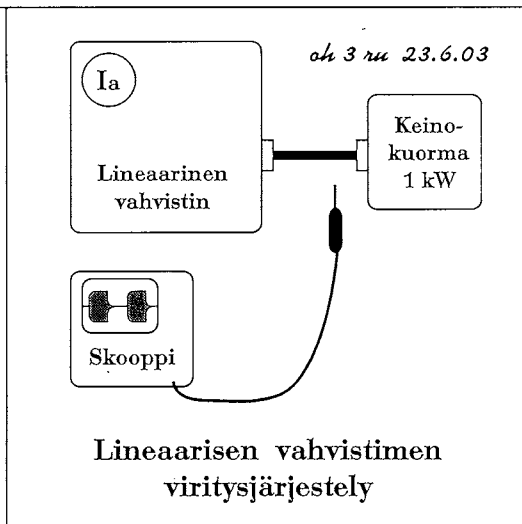 oh 3 ru 23.6.03
Ia
Lineaarinen
vahvistin
Keino-
kuorma
1 kW
Skooppi
Lineaarisen vahvistimen
viritysjärjestely